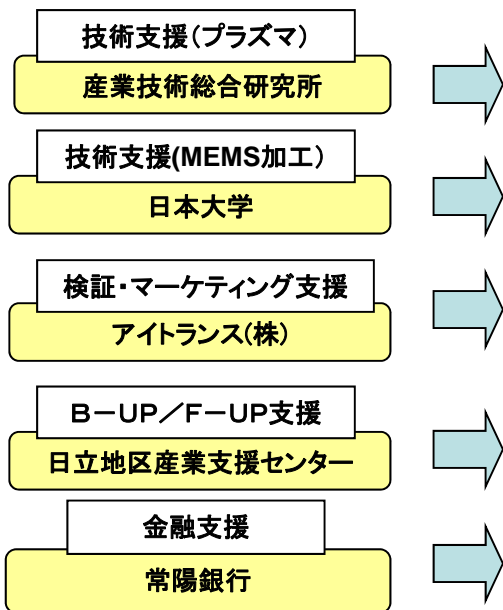 技術支援（プラズマ）
産業技術総合研究所
技術支援(MEMS加工）
日本大学
検証・マーケティング支援
アイトランス(株)
Ｂ－ＵＰ／Ｆ－ＵＰ支援
日立地区産業支援センター
金融支援
常陽銀行